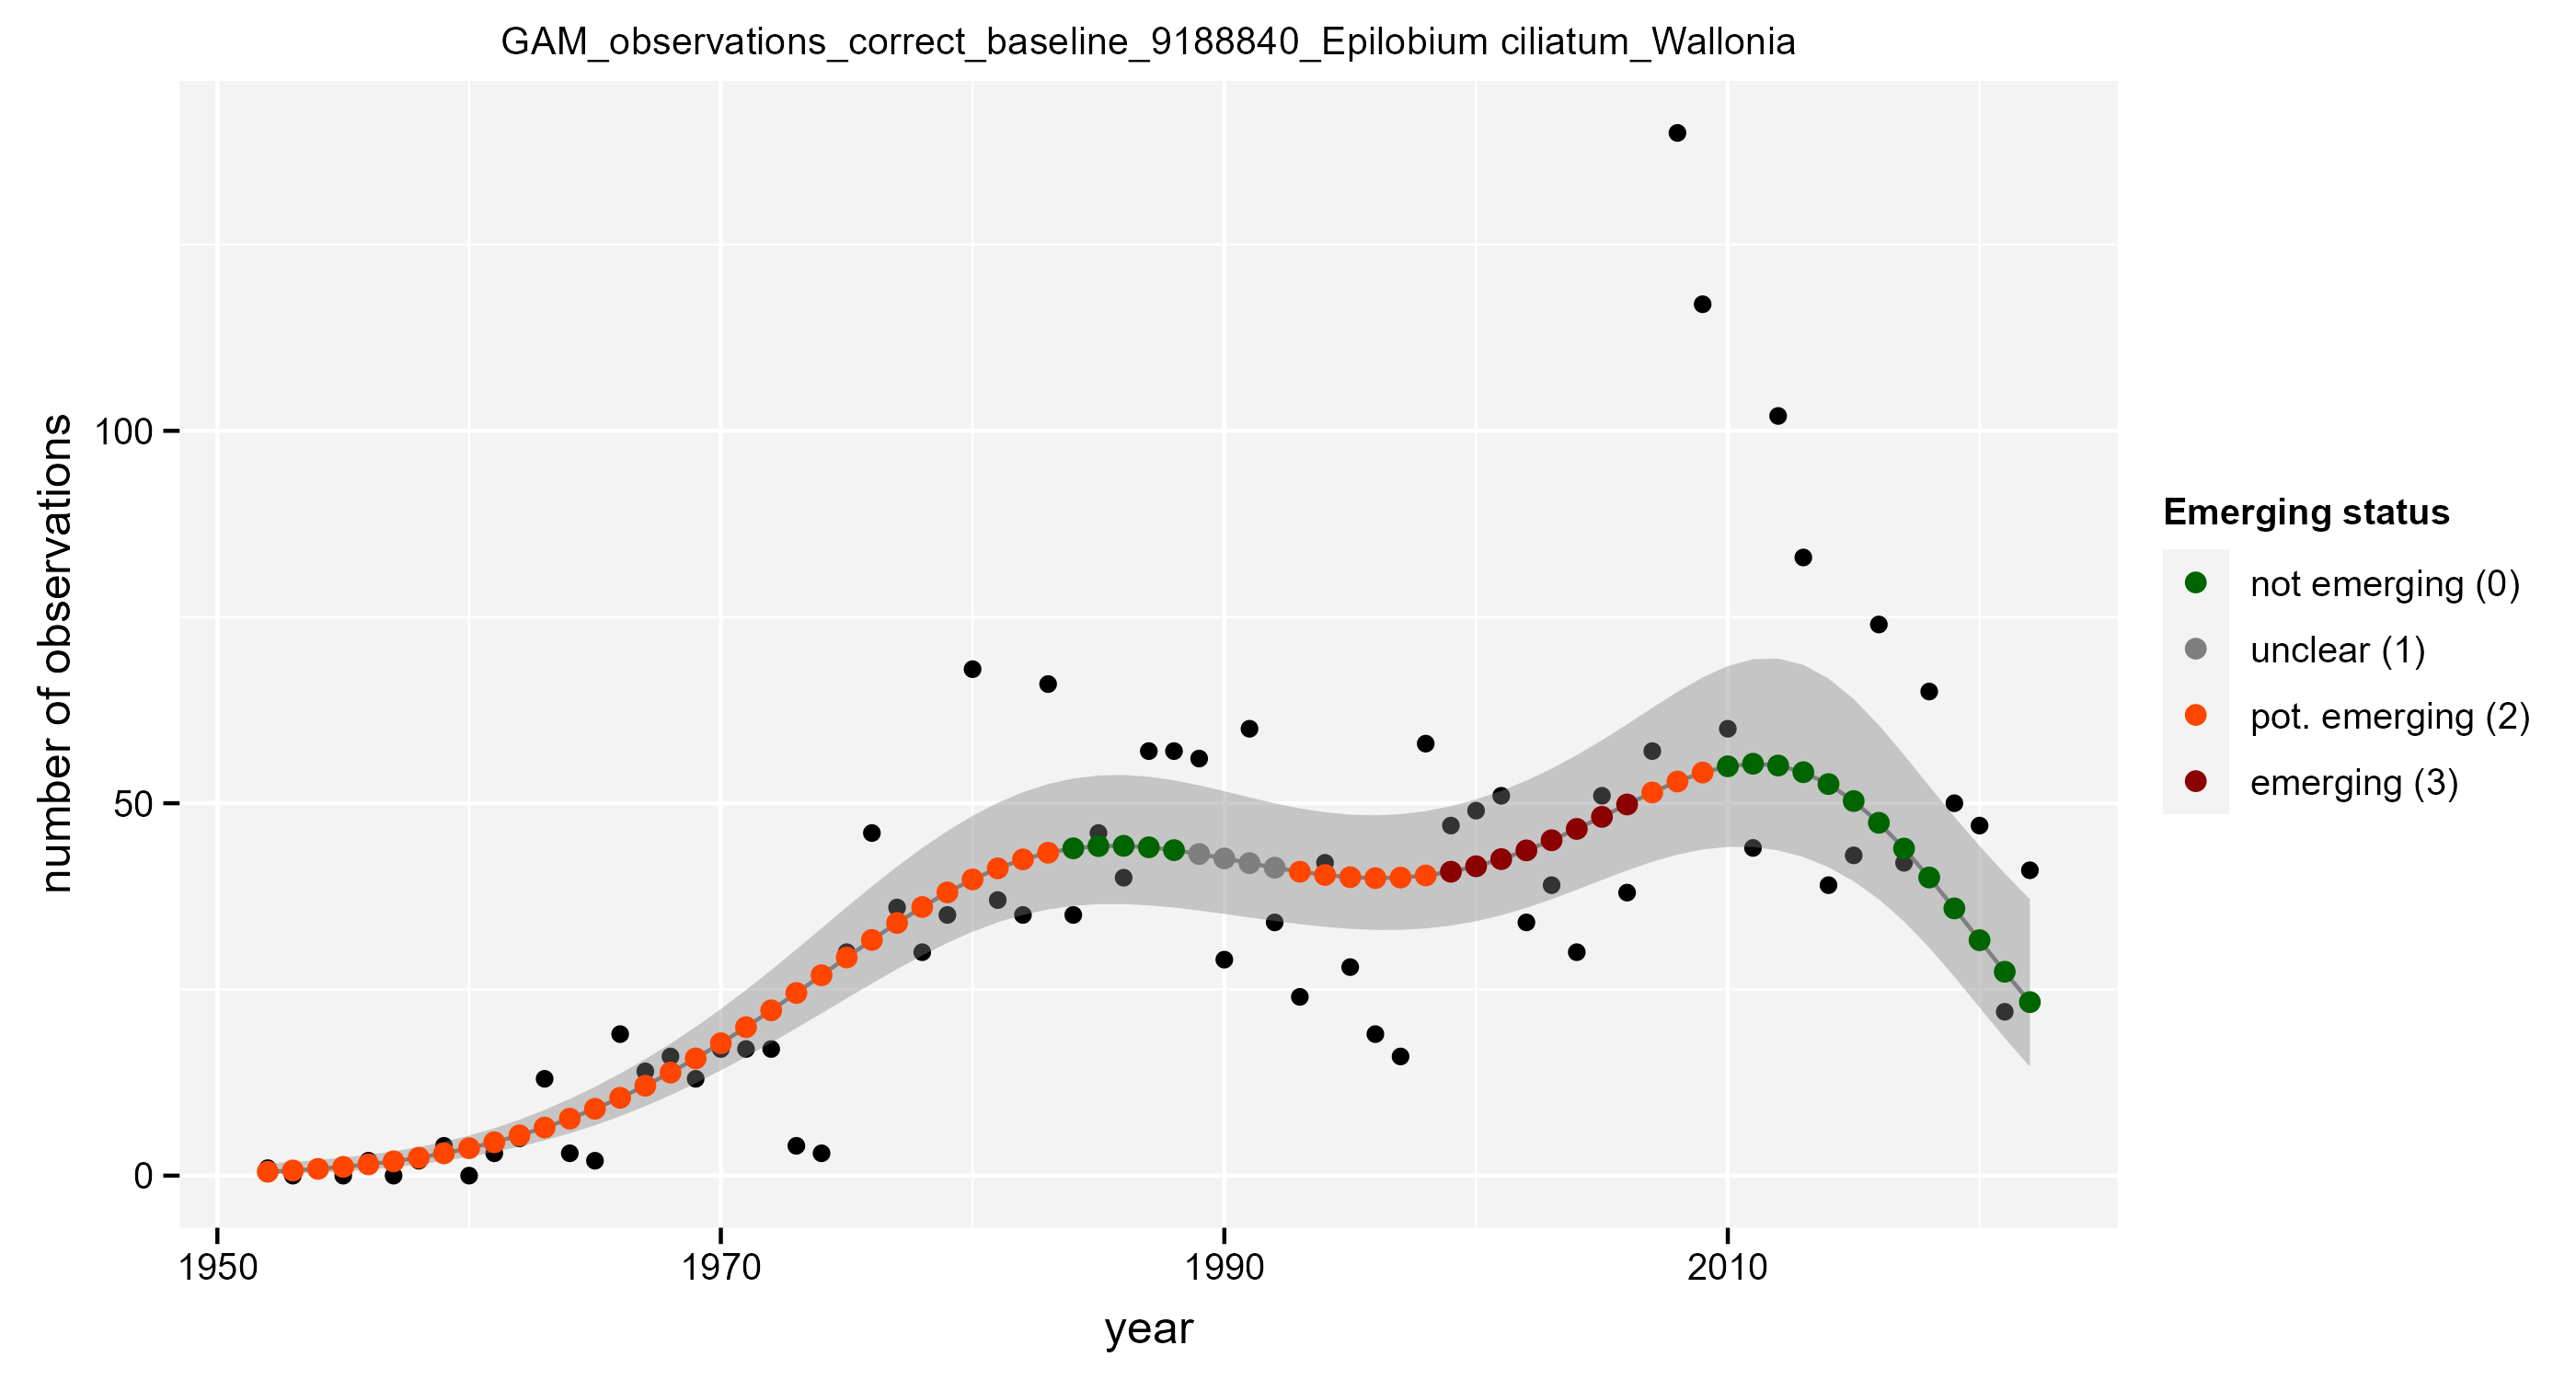 GAM_observations_correct_baseline_9188840_Epilobium ciliatum_Wallonia
number of observations
100
50
0
1950 1970 1990 2010
year
Emerging status
not emerging (0)
unclear (1)
pot. emerging (2)
emerging (3)